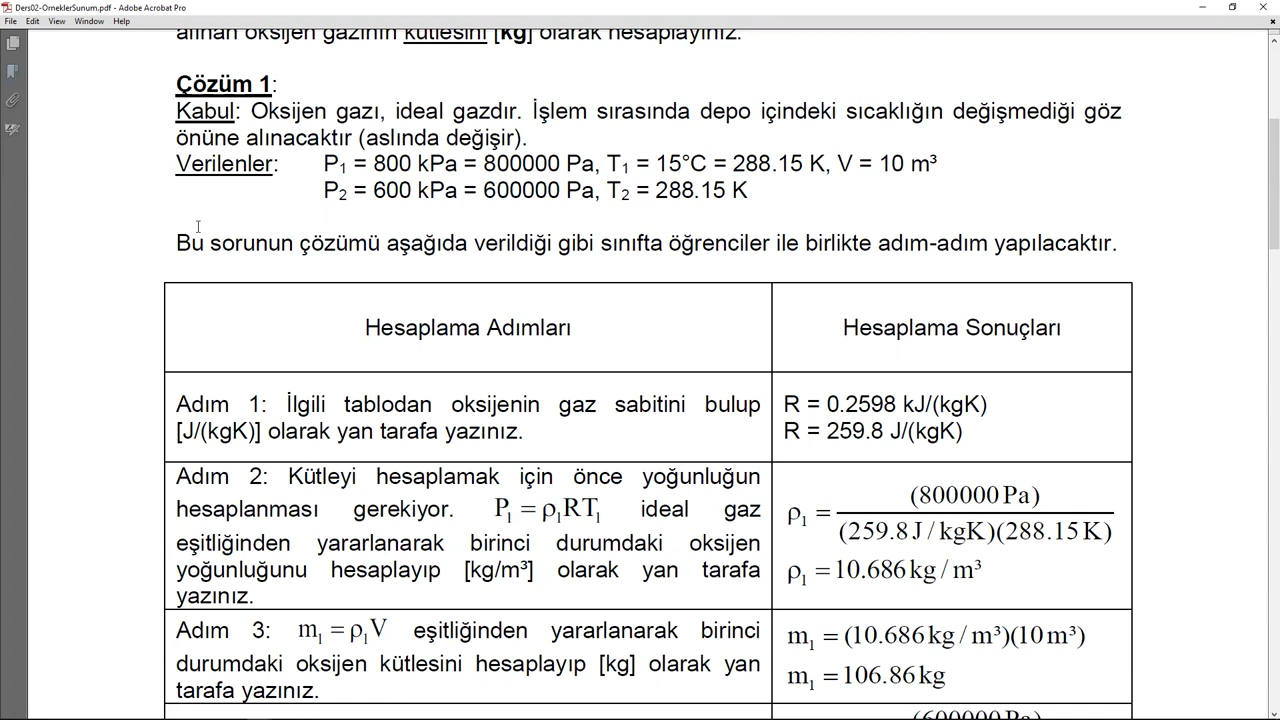 Ders02-OrneklerSunum.pdf - Adobe Acrobat Pro
File Edit View Window Help
alınan oksijen gazının kütlesini [kg] olarak hesaplayınız.
Çözüm 1:
Kabul: Oksijen gazı, ideal gazdır. İşlem sırasında depo içindeki sıcaklığın değişmediği göz
önüne alınacaktır (aslında değişir).
Verilenler: P₁ = 800 kPa = 800000 Pa, T₁ = 15°C = 288.15 K, V = 10 m³
P₂ = 600 kPa = 600000 Pa, T₂ = 288.15 K
Bu sorunun çözümü aşağıda verildiği gibi sınıfta öğrenciler ile birlikte adım-adım yapılacaktır.
Hesaplama Adımları
Hesaplama Sonuçları
Adım 1: İlgili tablodan oksijenin gaz sabitini bulup
[J/(kgK)] olarak yan tarafa yazınız.
R = 0.2598 kJ/(kgK)
R = 259.8 J/(kgK)
Adım 2: Kütleyi hesaplamak için önce yoğunluğun
hesaplanması gerekiyor. P₁ = ρ₁RT₁ ideal gaz
eşitliğinden yararlanarak birinci durumdaki oksijen
yoğunluğunu hesaplayıp [kg/m³] olarak yan tarafa
yazınız.
ρ₁ = (800000 Pa) / (259.8 J / kgK)(288.15 K)
ρ₁ = 10.686 kg / m³
Adım 3: m₁ = ρ₁V eşitliğinden yararlanarak birinci
durumdaki oksijen kütlesini hesaplayıp [kg] olarak yan
tarafa yazınız.
m₁ = (10.686 kg / m³)(10 m³)
m₁ = 106.86 kg
(600000 Pa)